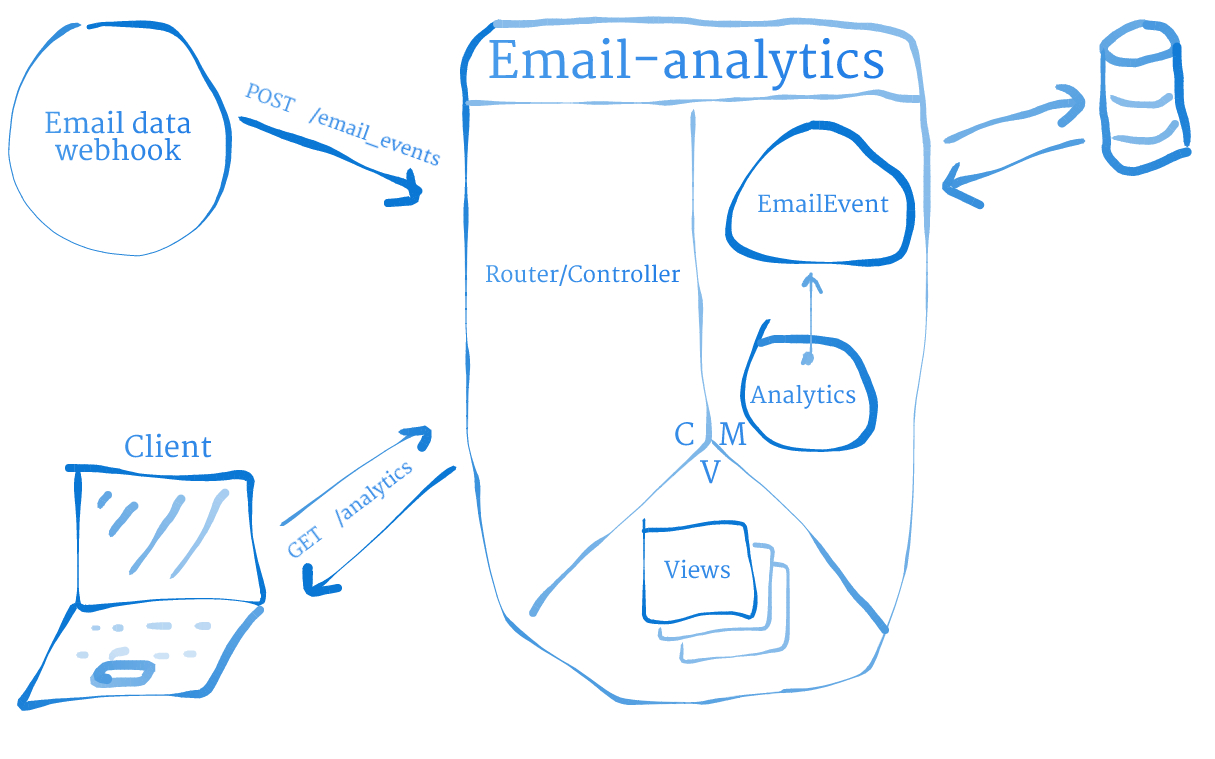 Email-analytics
Email data
webhook
POST /email_events
EmailEvent
Router/Controller
Analytics
Client
C M
V
GET /analytics
Views